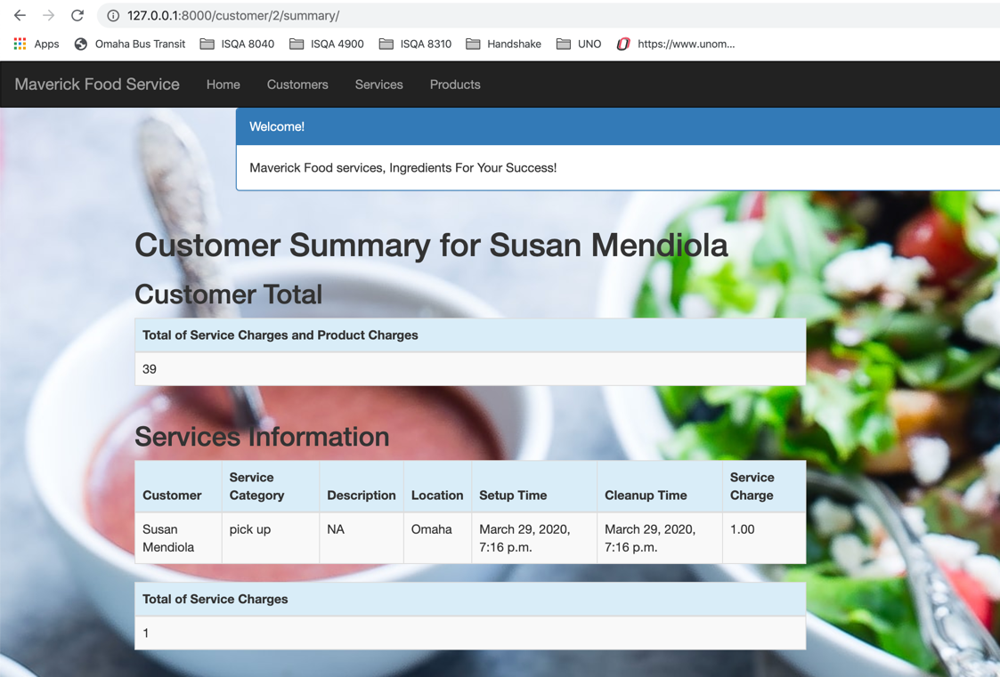 127.0.0.1:8000/customer/2/summary/
Apps Omaha Bus Transit ISQA 8040 ISQA 4900 ISQA 8310 Handshake UNO https://www.unom...
Maverick Food Service Home Customers Services Products
Welcome!
Maverick Food services, Ingredients For Your Success!
Customer Summary for Susan Mendiola
Customer Total
Total of Service Charges and Product Charges
39
Services Information
Service Service
Customer Category Description Location Setup Time Cleanup Time Charge
Susan pick up NA Omaha March 29, 2020, March 29, 2020, 1.00
Mendiola 7:16 p.m. 7:16 p.m.
Total of Service Charges
1